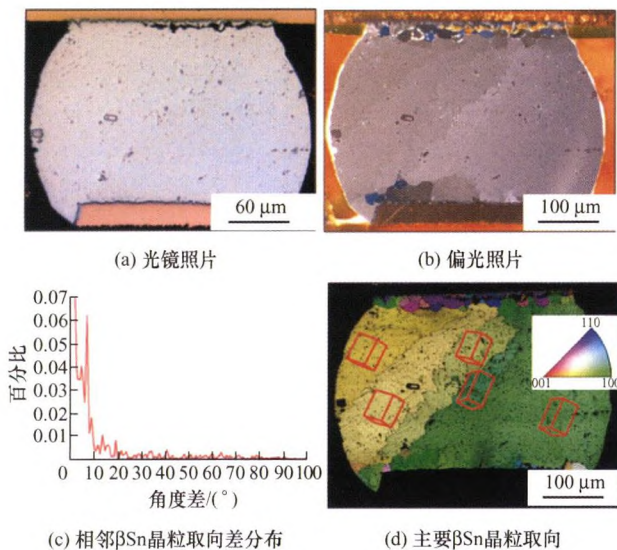 60 μm
100 μm
(a) 光镜照片
(b) 偏光照片
0.07
0.06
0.05
0.04
0.03
0.02
0.01
百分比
0 10 20 30 40 50 60 70 80 90 100
角度差/(°)
(c) 相邻βSn晶粒取向差分布
110
001
100
100 μm
(d) 主要βSn晶粒取向